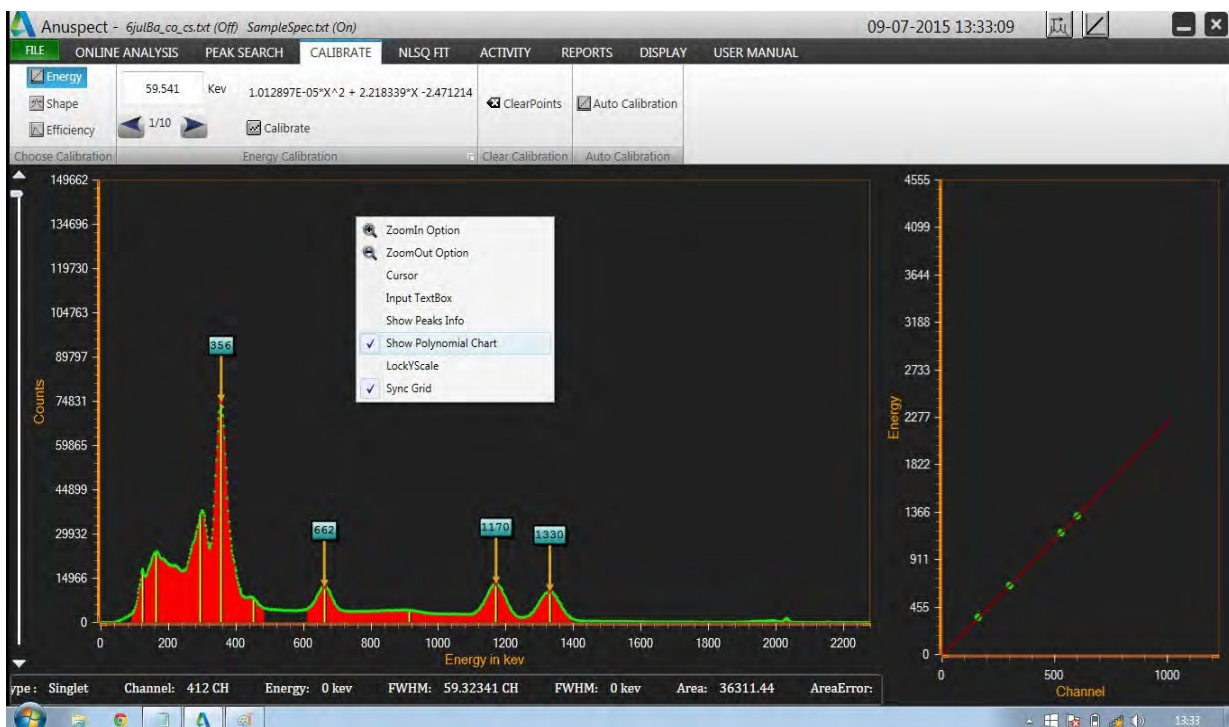 Anuspect - 6julBa_co_cs.txt (Off) SampleSpec.txt (On)
09-07-2015 13:33:09
FILE ONLINE ANALYSIS PEAK SEARCH CALIBRATE NLSQ FIT ACTIVITY REPORTS DISPLAY USER MANUAL
Energy
Shape
Efficiency
Choose Calibration
59.541 Kev 1.012897E-05*X^2 + 2.218339*X -2.471214
1/10
Calibrate
Energy Calibration
ClearPoints
Clear Calibration
Auto Calibration
Auto Calibration
149662
134696
119730
104763
89797
74831
59865
44899
29932
14966
0
Counts
0 200 400 600 800 1000 1200 1400 1600 1800 2000 2200
Energy in kev
356
662
1170
1330
ZoomIn Option
ZoomOut Option
Cursor
Input TextBox
Show Peaks Info
Show Polynomial Chart
LockYScale
Sync Grid
4555
4099
3644
3188
2733
2277
1822
1366
911
455
0
Energy
0 500 1000
Channel
ype: Singlet Channel: 412 CH Energy: 0 kev FWHM: 59.32341 CH FWHM: 0 kev Area: 36311.44 AreaError:
13:33